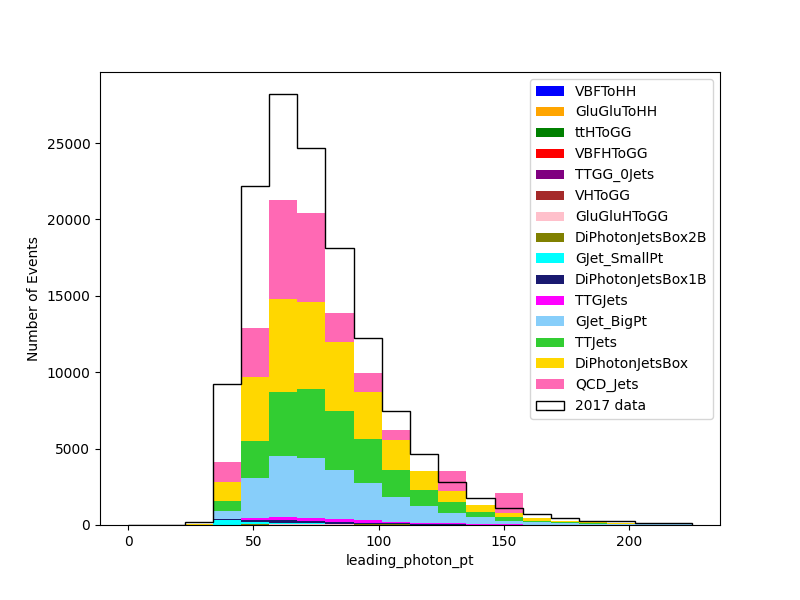 VBFToHH
GluGluToHH
ttHToGG
VBFHToGG
TTGG_0Jets
VHToGG
GluGluHToGG
DiPhotonJetsBox2B
GJet_SmallPt
DiPhotonJetsBox1B
TTGJets
GJet_BigPt
TTJets
DiPhotonJetsBox
QCD_Jets
2017 data
Number of Events
25000
20000
15000
10000
5000
0
0 50 100 150 200
leading_photon_pt